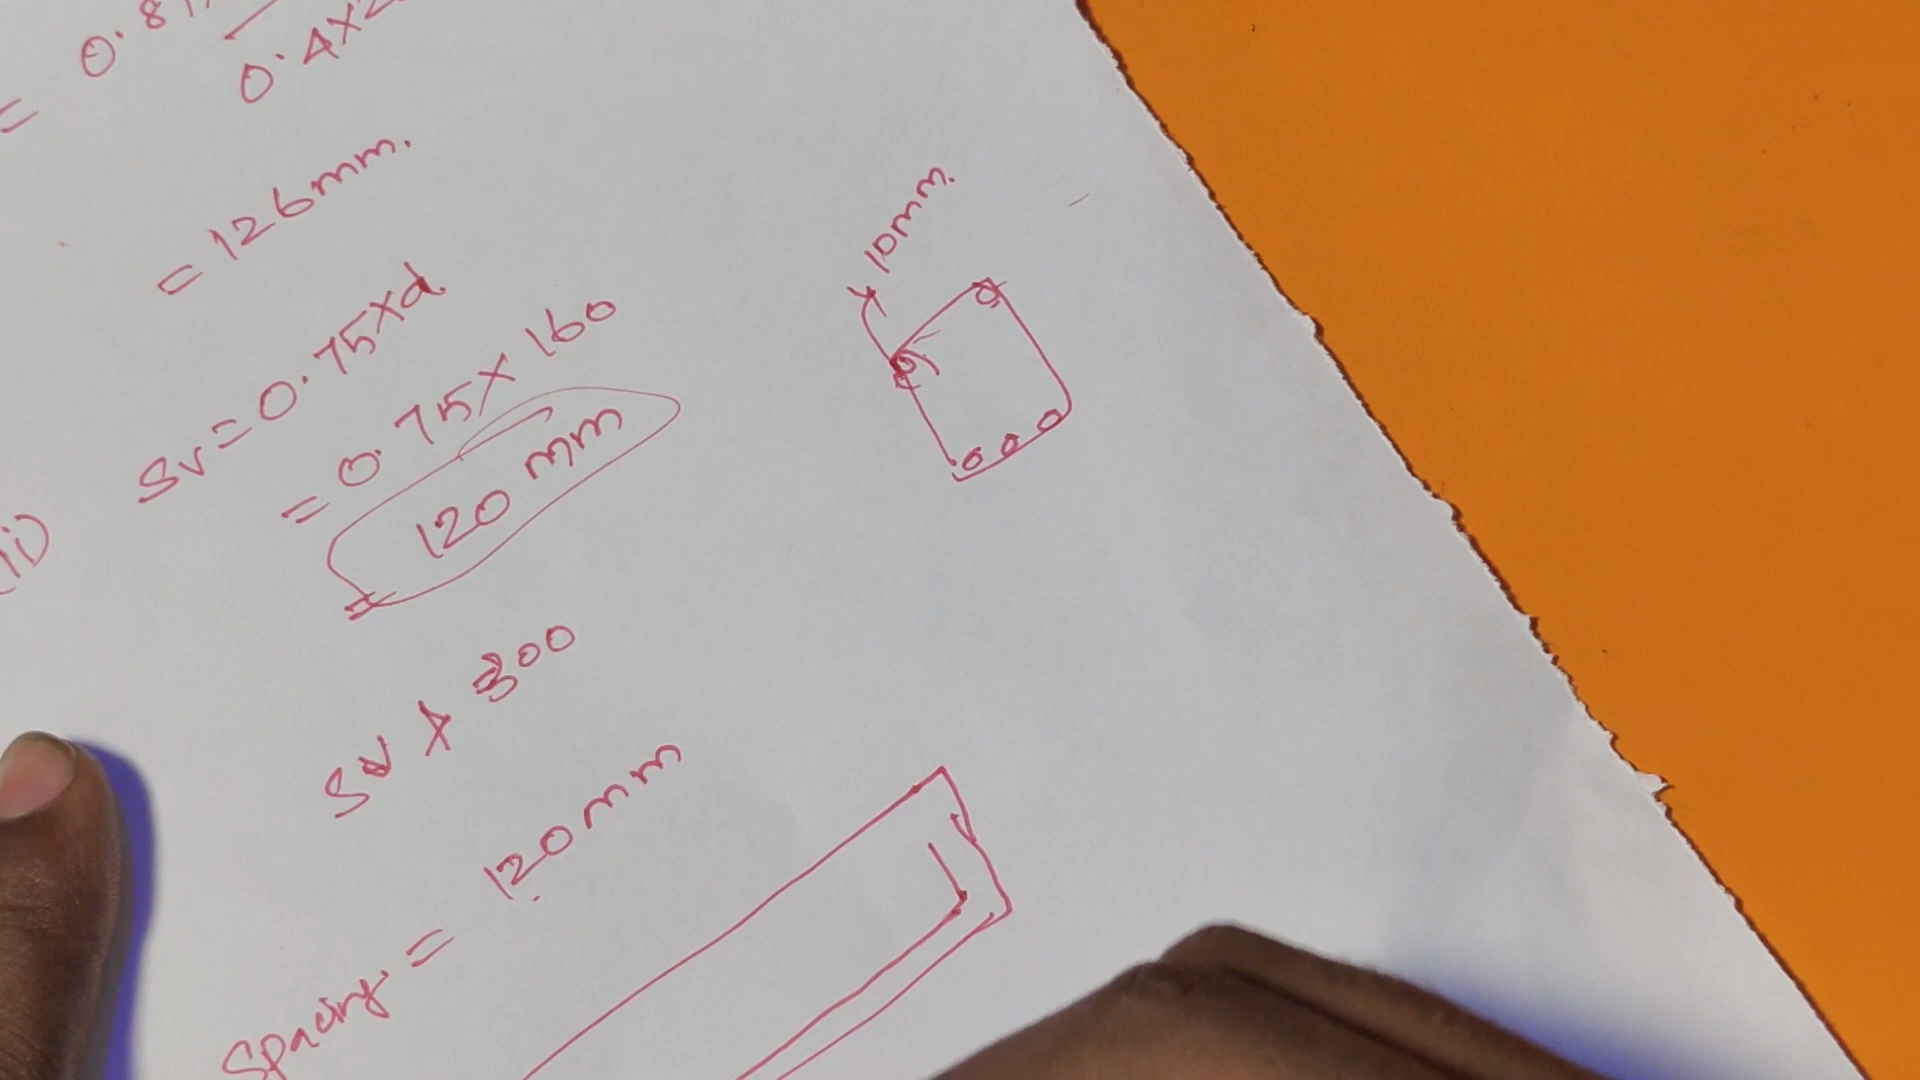 = 0.87
0.4×2
= 126mm.
ii) Sv = 0.75×d
= 0.75×160
120 mm
Sv ≯ 300
Spacing = 120mm
10mm.